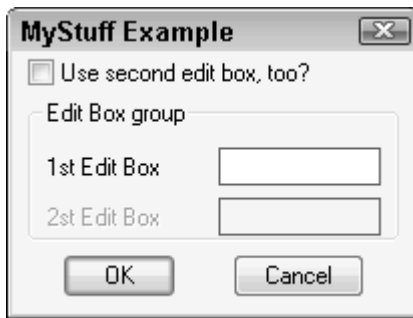 MyStuff Example
Use second edit box, too?
Edit Box group
1st Edit Box
2st Edit Box
OK Cancel